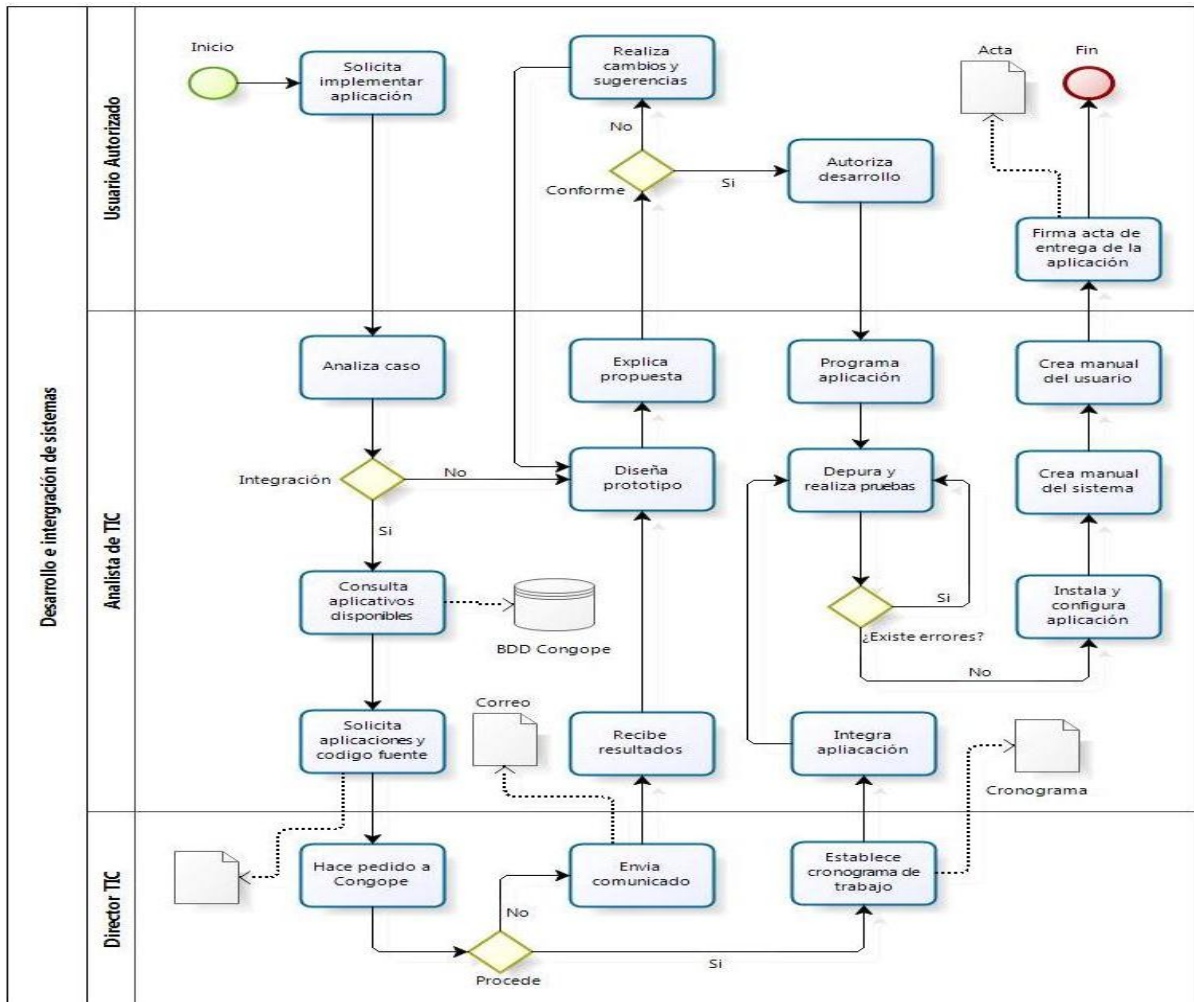 Desarrollo e intergración de sistemas
Usuario Autorizado
Inicio
Solicita
implementar
aplicación
Realiza
cambios y
sugerencias
No
Conforme
Si
Autoriza
desarrollo
Acta
Fin
Firma acta de
entrega de la
aplicación
Analista de TIC
Analiza caso
Integración
No
Si
Consulta
aplicativos
disponibles
BDD Congope
Solicita
aplicaciones y
codigo fuente
Explica
propuesta
Diseña
prototipo
Correo
Recibe
resultados
Programa
aplicación
Depura y
realiza pruebas
Si
¿Existe errores?
No
Integra
apliacación
Crea manual
del usuario
Crea manual
del sistema
Instala y
configura
aplicación
Cronograma
Director TIC
Hace pedido a
Congope
No
Procede
Si
Envia
comunicado
Establece
cronograma de
trabajo